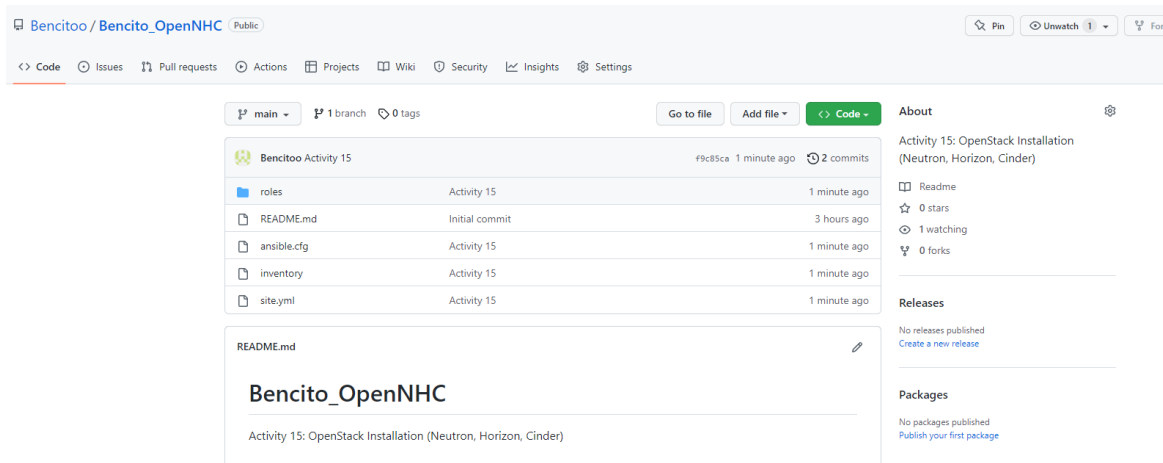 Bencitoo / Bencito_OpenNHC Public
Pin
Unwatch 1
Code Issues Pull requests Actions Projects Wiki Security Insights Settings
main 1 branch 0 tags
Go to file Add file Code
Bencitoo Activity 15 f9c85ca 1 minute ago 2 commits
roles Activity 15 1 minute ago
README.md Initial commit 3 hours ago
ansible.cfg Activity 15 1 minute ago
inventory Activity 15 1 minute ago
site.yml Activity 15 1 minute ago
README.md
Bencito_OpenNHC
Activity 15: OpenStack Installation (Neutron, Horizon, Cinder)
About
Activity 15: OpenStack Installation
(Neutron, Horizon, Cinder)
Readme
0 stars
1 watching
0 forks
Releases
No releases published
Create a new release
Packages
No packages published
Publish your first package